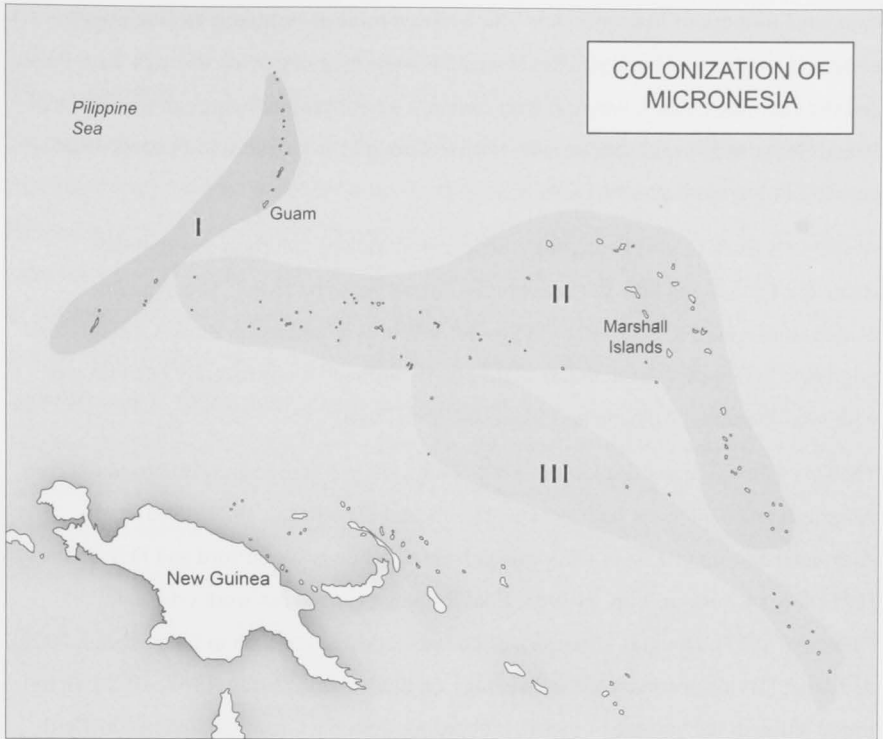 COLONIZATION OF
MICRONESIA
Pilippine
Sea
Guam
I
II
Marshall
Islands
III
New Guinea